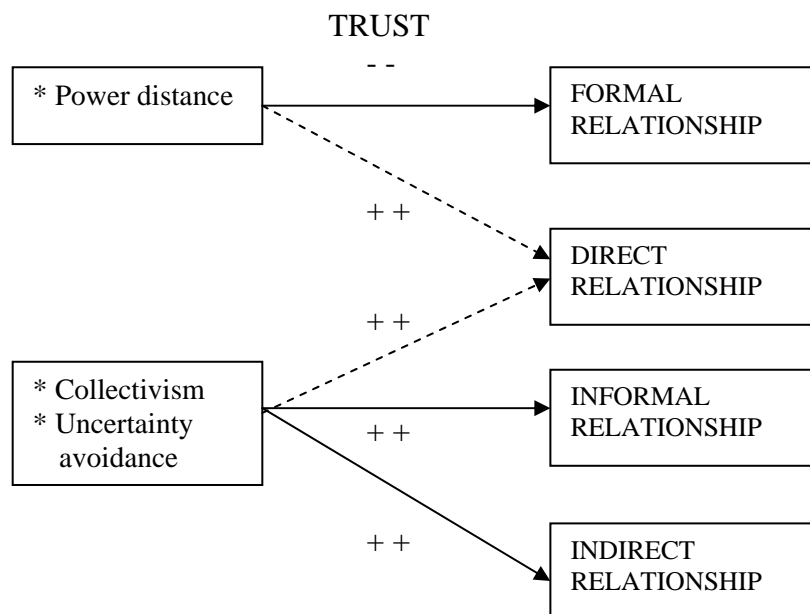 TRUST
- -
* Power distance
FORMAL
RELATIONSHIP
+ +
DIRECT
RELATIONSHIP
+ +
* Collectivism
* Uncertainty
avoidance
INFORMAL
RELATIONSHIP
+ +
+ +
INDIRECT
RELATIONSHIP